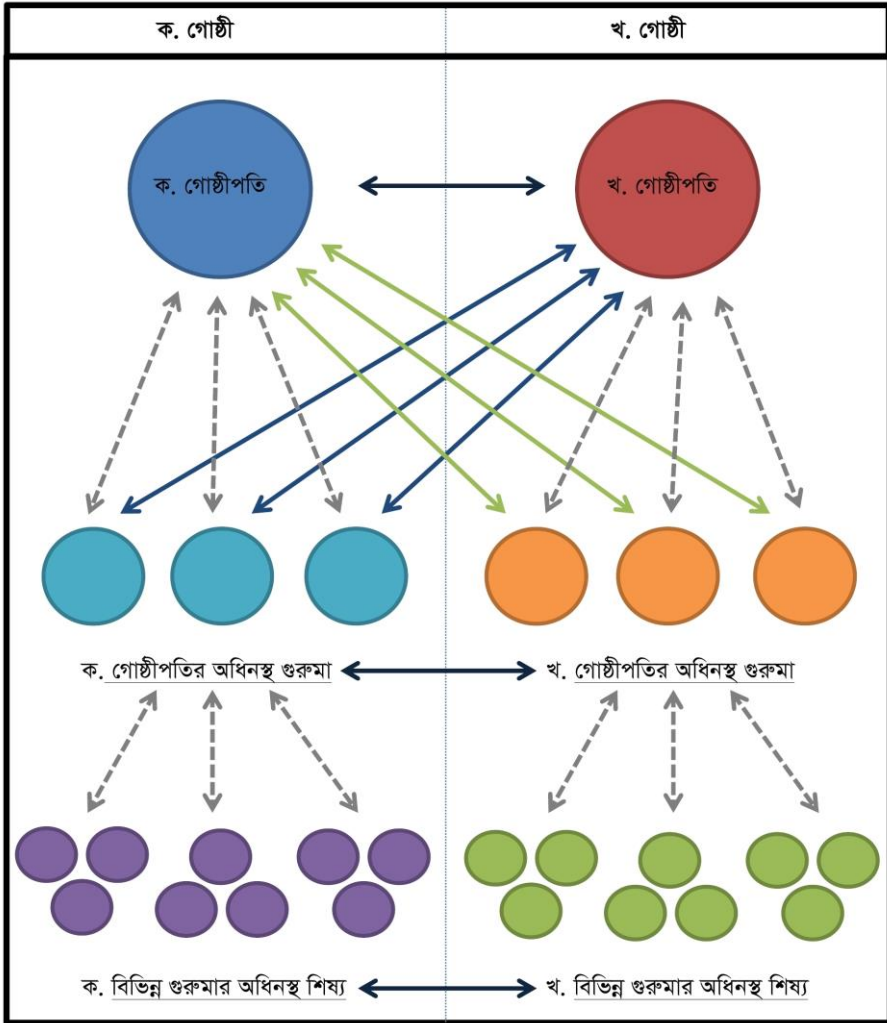 ক. গোষ্ঠী
খ. গোষ্ঠী
ক. গোষ্ঠীপতি
খ. গোষ্ঠীপতি
ক. গোষ্ঠীপতির অধিনস্থ গুরুমা
খ. গোষ্ঠীপতির অধিনস্থ গুরুমা
ক. বিভিন্ন গুরুমার অধিনস্থ শিষ্য
খ. বিভিন্ন গুরুমার অধিনস্থ শিষ্য